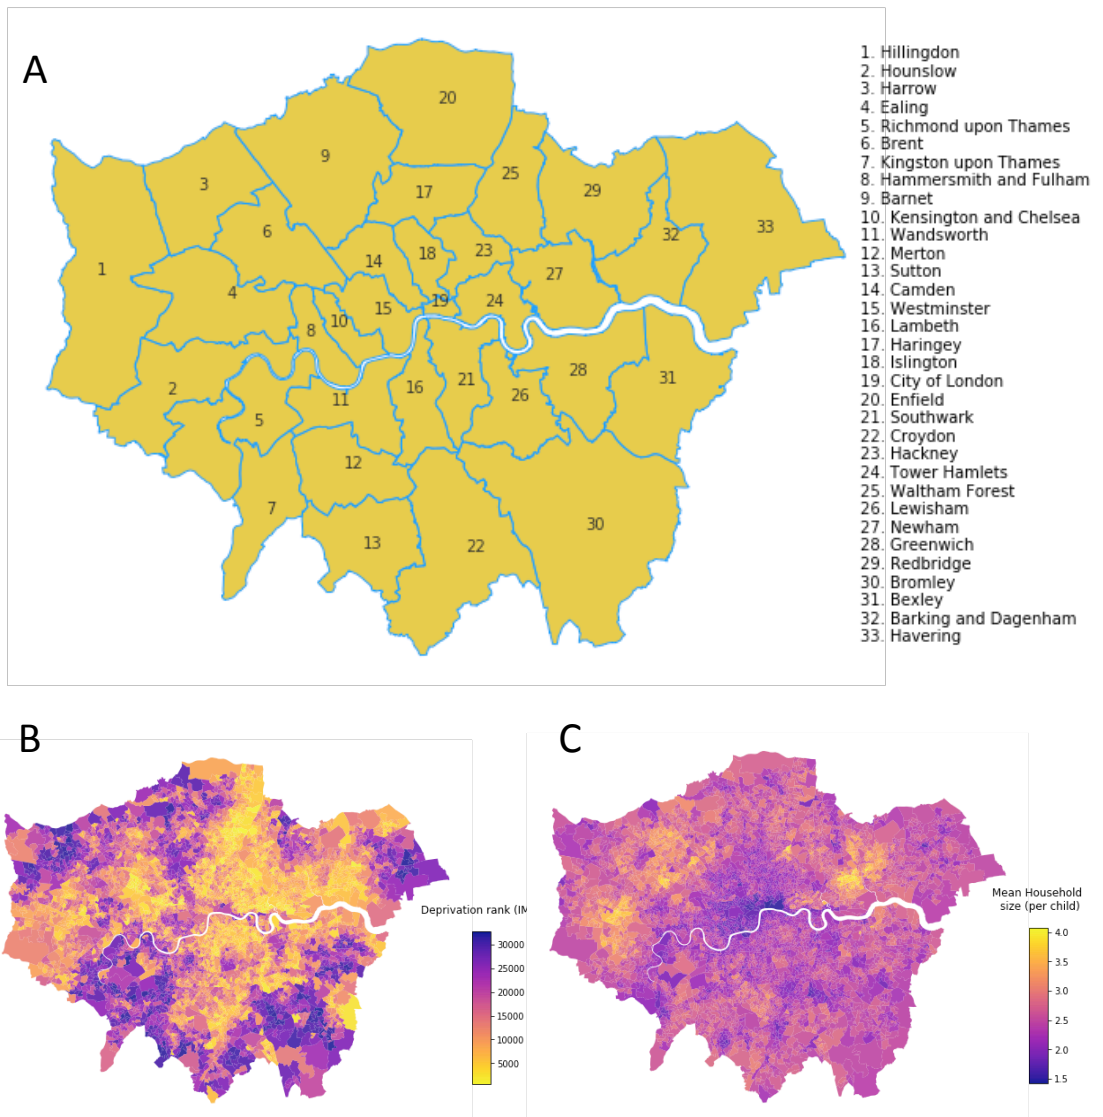 A
1. Hillingdon
2. Hounslow
3. Harrow
4. Ealing
5. Richmond upon Thames
6. Brent
7. Kingston upon Thames
8. Hammersmith and Fulham
9. Barnet
10. Kensington and Chelsea
11. Wandsworth
12. Merton
13. Sutton
14. Camden
15. Westminster
16. Lambeth
17. Haringey
18. Islington
19. City of London
20. Enfield
21. Southwark
22. Croydon
23. Hackney
24. Tower Hamlets
25. Waltham Forest
26. Lewisham
27. Newham
28. Greenwich
29. Redbridge
30. Bromley
31. Bexley
32. Barking and Dagenham
33. Havering
20
9
25
17
3
29
33
6
32
18
23
14
1
27
4
19
24
15
10
8
28
31
21
2
16
26
11
5
12
7
30
13
22
B
Deprivation rank (IM
30000
25000
20000
15000
10000
5000
C
Mean Household
size (per child)
4.0
3.5
3.0
2.5
2.0
1.5